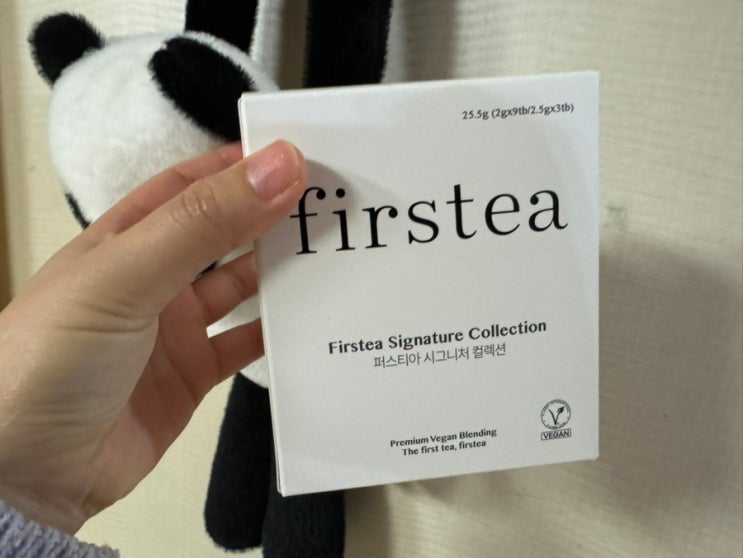 25.5g (2gx9tb/2.5gx3tb)
firstea
Firstea Signature Collection
퍼스티아 시그니처 컬렉션
Premium Vegan Blending
The first tea, firstea
VEGAN